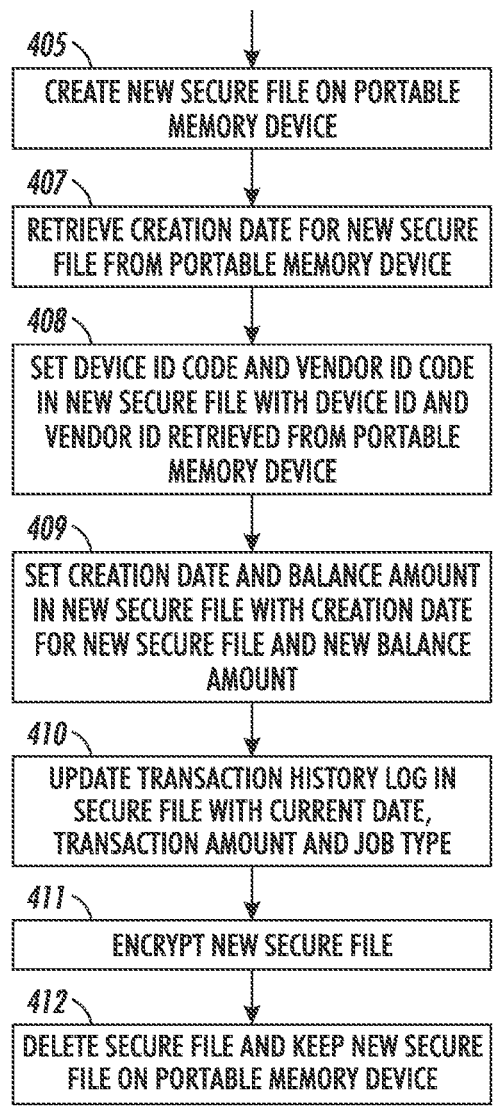 405
CREATE NEW SECURE FILE ON PORTABLE
MEMORY DEVICE
407
RETRIEVE CREATION DATE FOR NEW SECURE
FILE FROM PORTABLE MEMORY DEVICE
408
SET DEVICE ID CODE AND VENDOR ID CODE
IN NEW SECURE FILE WITH DEVICE ID AND
VENDOR ID RETRIEVED FROM PORTABLE
MEMORY DEVICE
409
SET CREATION DATE AND BALANCE AMOUNT
IN NEW SECURE FILE WITH CREATION DATE
FOR NEW SECURE FILE AND NEW BALANCE
AMOUNT
410
UPDATE TRANSACTION HISTORY LOG IN
SECURE FILE WITH CURRENT DATE,
TRANSACTION AMOUNT AND JOB TYPE
411
ENCRYPT NEW SECURE FILE
412
DELETE SECURE FILE AND KEEP NEW SECURE
FILE ON PORTABLE MEMORY DEVICE